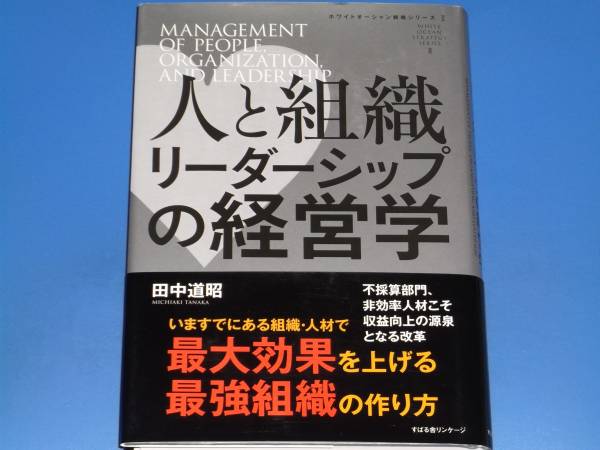 ホワイトオーシャン戦略シリーズ
WHITE
OCEAN
STRATEGY
SERIES
MANAGEMENT
OF PEOPLE,
ORGANIZATION,
AND LEADERSHIP
人と組織
リーダーシップ
の経営学
田中道昭
MICHIAKI TANAKA
不採算部門、
非効率人材こそ
収益向上の源泉
となる改革
いますでにある組織・人材で
最大効果を上げる
最強組織の作り方
すばる舎リンケージ